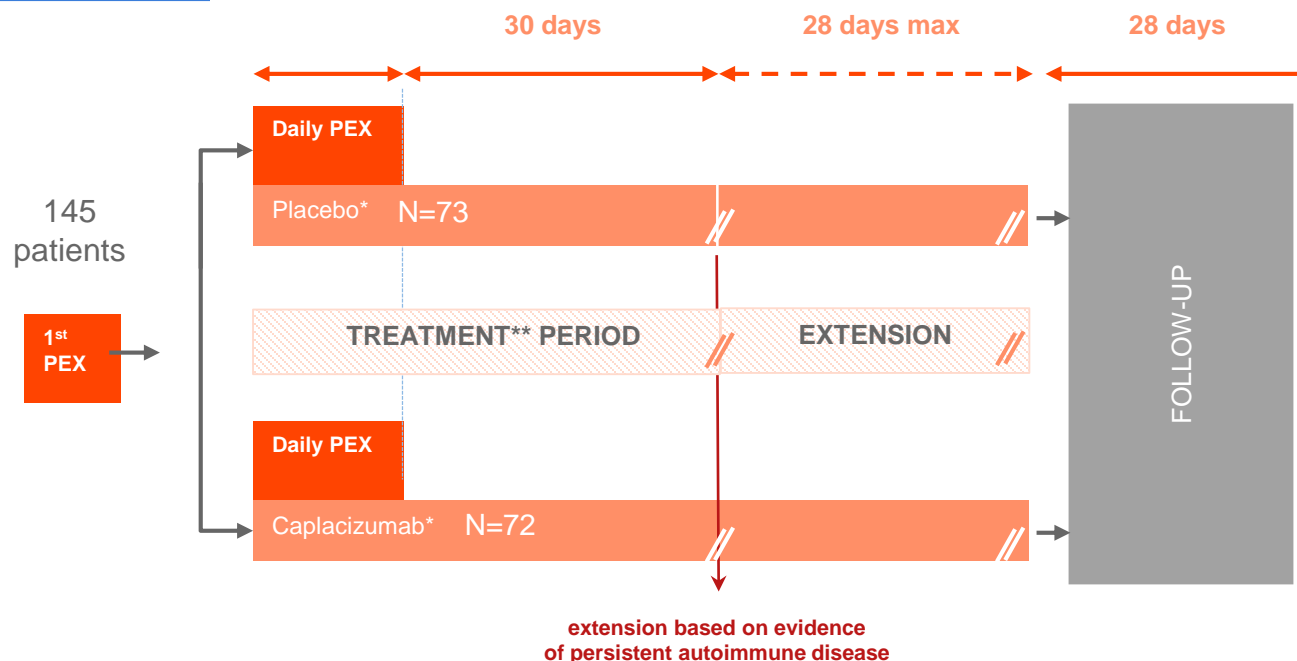 30 days
28 days max
28 days
Daily PEX
Placebo* N=73
145
patients
1st
PEX
TREATMENT** PERIOD
EXTENSION
FOLLOW-UP
Daily PEX
Caplacizumab* N=72
extension based on evidence
of persistent autoimmune disease